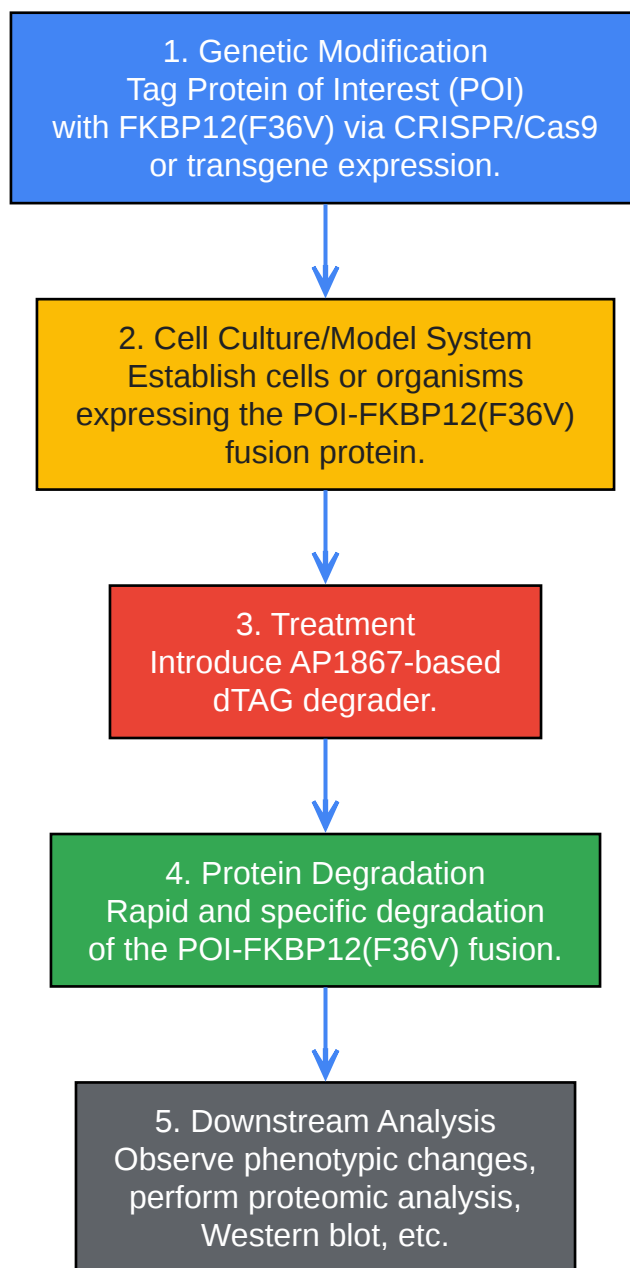 1. Genetic Modification
Tag Protein of Interest (POI)
with FKBP12(F36V) via CRISPR/Cas9
or transgene expression.
2. Cell Culture/Model System
Establish cells or organisms
expressing the POI-FKBP12(F36V)
fusion protein.
3. Treatment
Introduce AP1867-based
dTAG degrader.
4. Protein Degradation
Rapid and specific degradation
of the POI-FKBP12(F36V) fusion.
5. Downstream Analysis
Observe phenotypic changes,
perform proteomic analysis,
Western blot, etc.